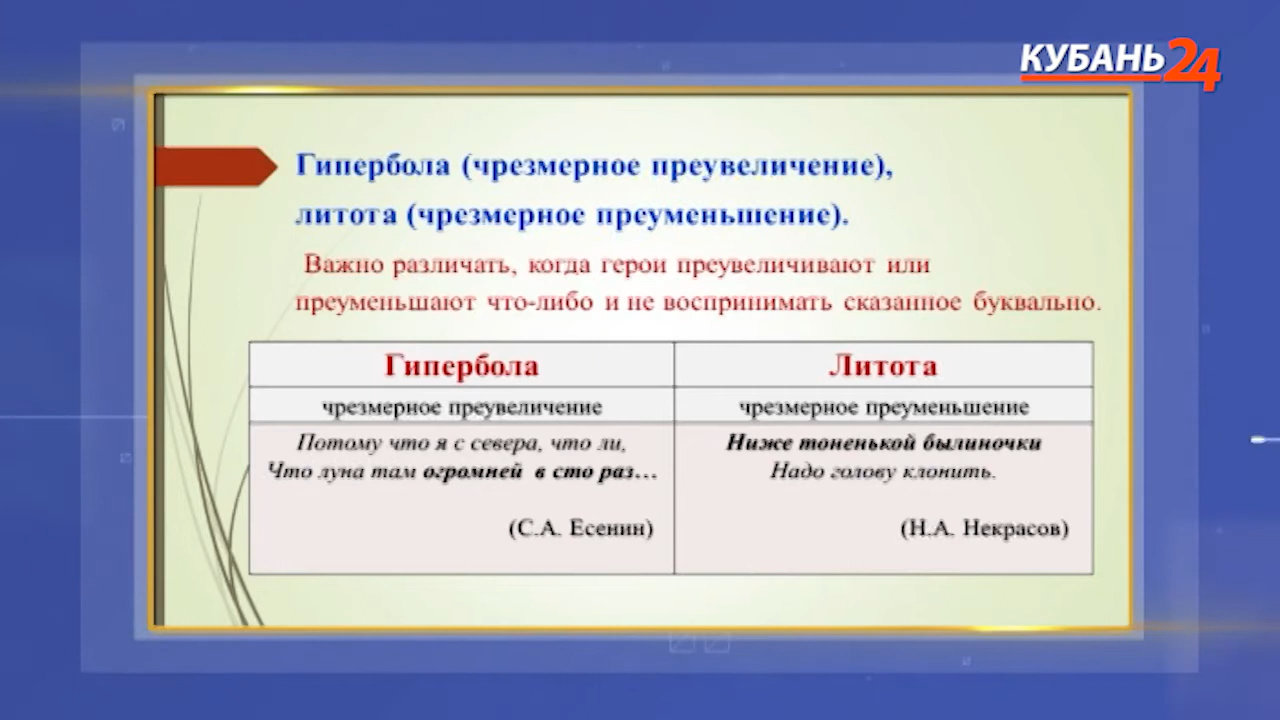 КУБАНЬ 24
Гипербола (чрезмерное преувеличение),
литота (чрезмерное преуменьшение).
Важно различать, когда герои преувеличивают или
преуменьшают что-либо и не воспринимать сказанное буквально.
Гипербола
Литота
чрезмерное преувеличение
чрезмерное преуменьшение
Потому что я с севера, что ли,
Что луна там огромней в сто раз...
(С.А. Есенин)
Ниже тоненькой былиночки
Надо голову клонить.
(Н.А. Некрасов)